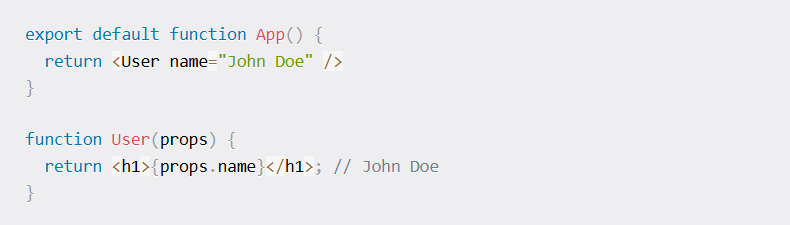 export default function App() {
  return <User name="John Doe" />
}

function User(props) {
  return <h1>{props.name}</h1>; // John Doe
}